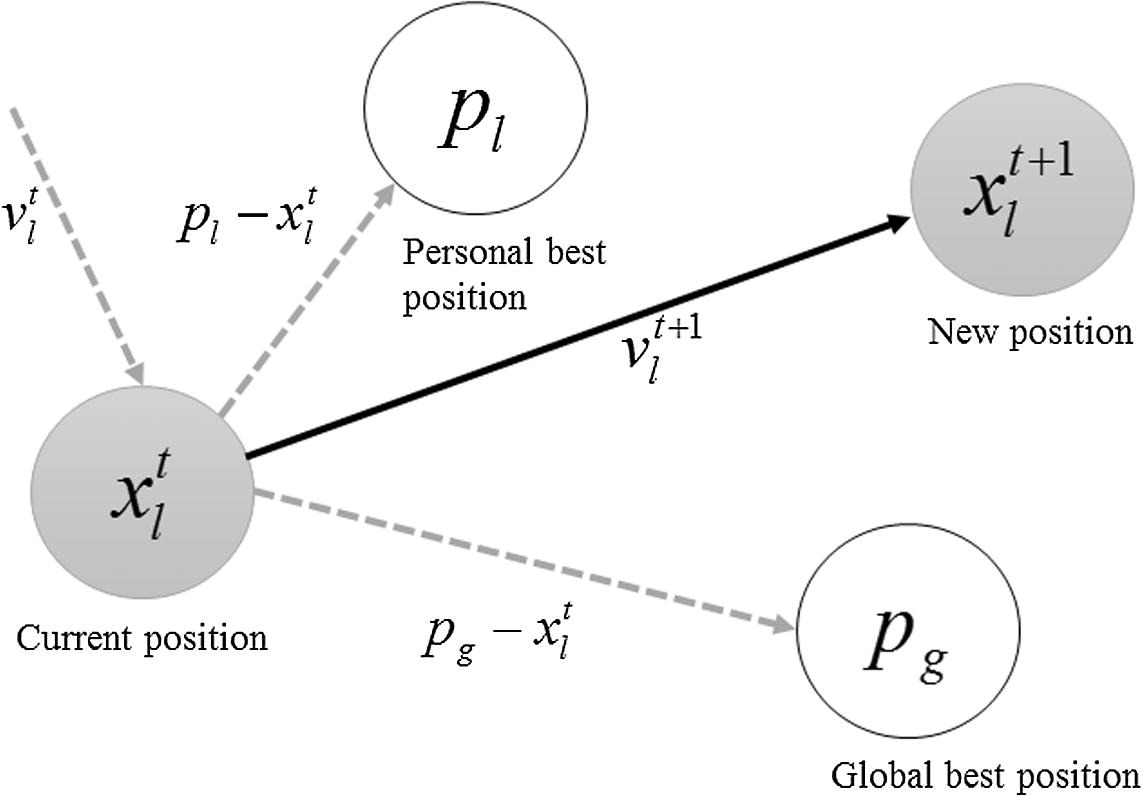 p_l
x_l^{t+1}
v_l^t
p_l − x_l^t
Personal best
position
New position
v_l^{t+1}
x_l^t
Current position
p_g − x_l^t
p_g
Global best position